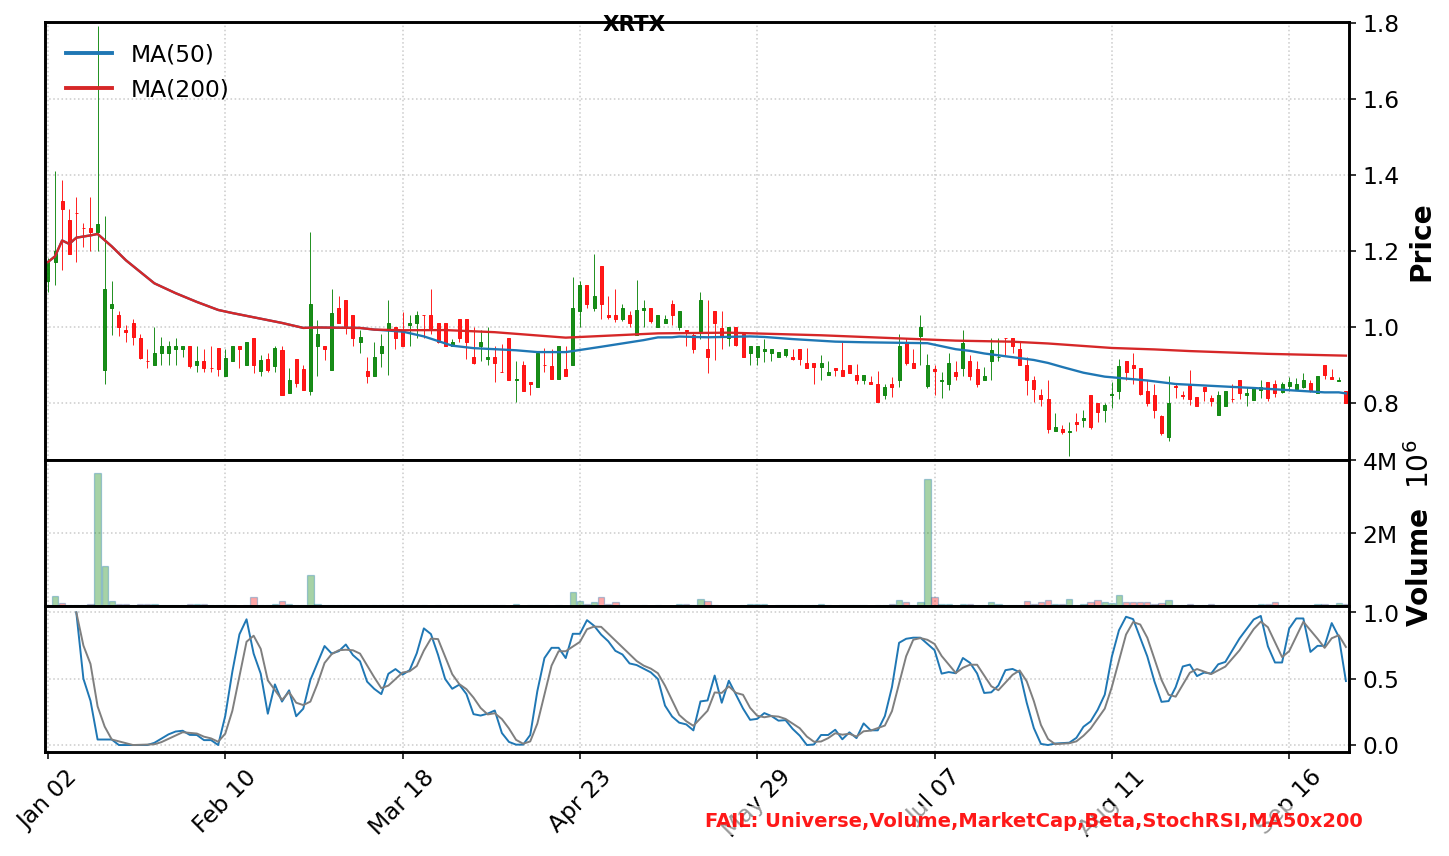 XRTX
MA(50)
MA(200)
1.8
1.6
1.4
1.2
1.0
0.8
Price
4M
2M
Volume 10^6
1.0
0.5
0.0
Jan 02
Feb 10
Mar 18
Apr 23
May 29
Jul 07
Aug 11
Sep 16
FAIL: Universe,Volume,MarketCap,Beta,StochRSI,MA50x200